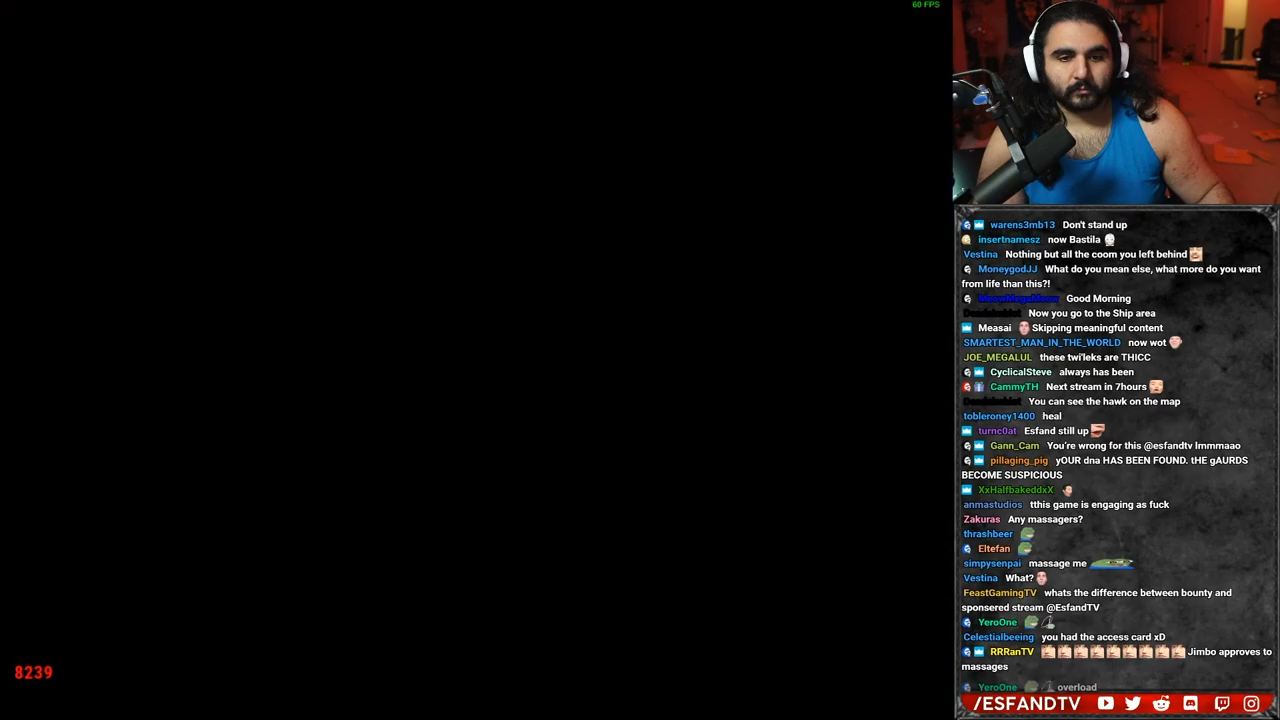 60 FPS
warens3mb13 Don't stand up
insertnamesz now Bastila
Vestina Nothing but all the coom you left behind
MoneygodJJ What do you mean else, what more do you want
from life than this?!
MeowMegaMeow Good Morning
Now you go to the Ship area
Measai Skipping meaningful content
SMARTEST_MAN_IN_THE_WORLD now wot
JOE_MEGALUL these twi'leks are THICC
CyclicalSteve always has been
CammyTH Next stream in 7hours
You can see the hawk on the map
tobleroney1400 heal
turnc0at Esfand still up
Gann_Cam You're wrong for this @esfandtv lmmmaao
pillaging_pig yOUR dna HAS BEEN FOUND. tHE gAURDS
BECOME SUSPICIOUS
XxHalfbakeddxX
anmastudios tthis game is engaging as fuck
Zakuras Any massagers?
thrashbeer
Eltefan
simpysenpai massage me
Vestina What?
FeastGamingTV whats the difference between bounty and
sponsered stream @EsfandTV
YeroOne
Celestialbeeing you had the access card xD
RRRanTV Jimbo approves to
massages
YeroOne overload
8239
/ESFANDTV